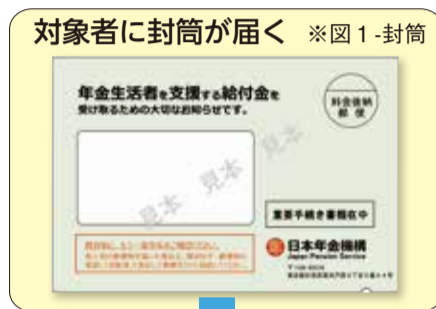 対象者に封筒が届く ※図1-封筒
年金生活者を支援する給付金を
受け取るための大切なお知らせです。
料金後納
郵便
見本
見本
見本
重要手続き書類在中
日本年金機構
Japan Pension Service